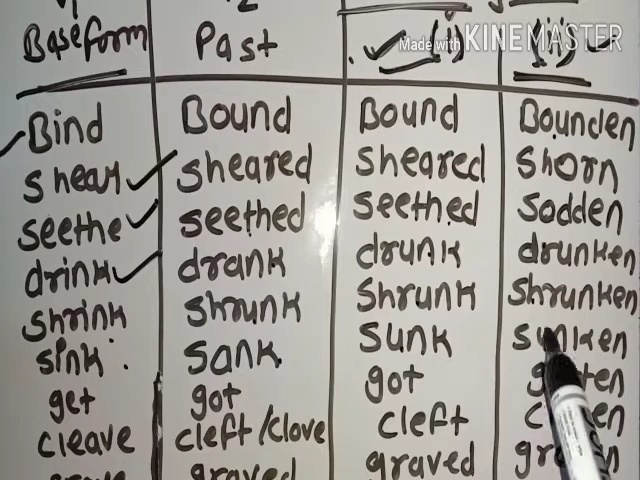 Made with KINEMASTER
Baseform Past (i) (ii)
Bind Bound Bound Bounden
shear sheared sheared shorn
seethe seethed seethed sodden
drink drank drunk drunken
shrink shrunk shrunk shrunken
sink sank sunk sunken
get got got
cleave cleft/clove cleft
graved graved